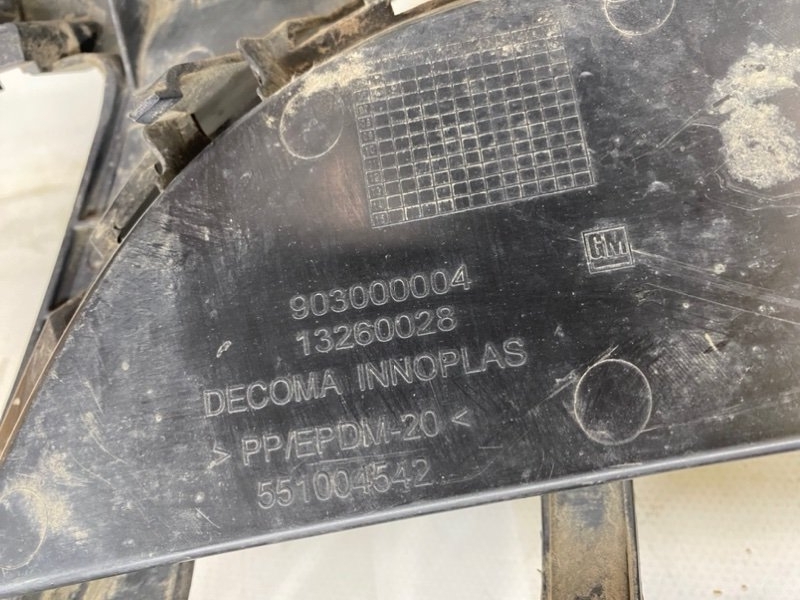 GM
903000004
13260028
DECOMA INNOPLAS
> PP/EPDM-20 <
551004542